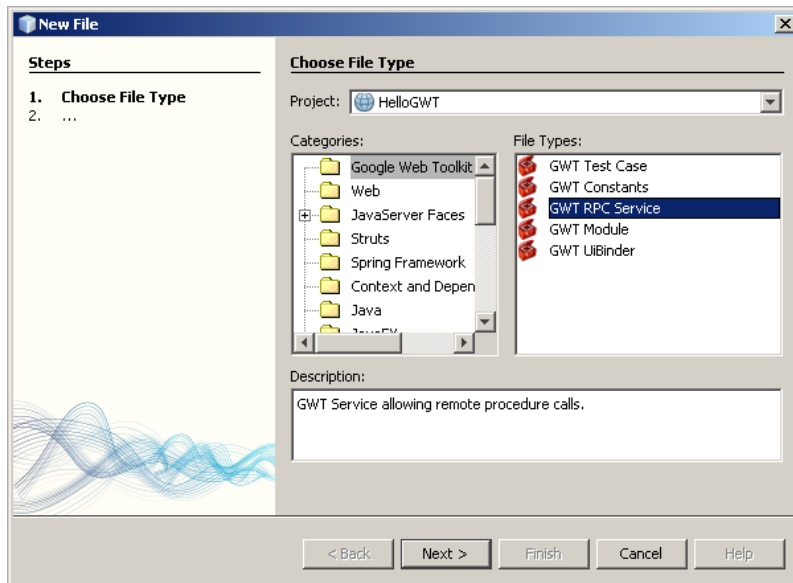 New File
Steps
1. Choose File Type
2. ...
Choose File Type
Project: HelloGWT
Categories:
Google Web Toolkit
Web
JavaServer Faces
Struts
Spring Framework
Context and Depen
Java
JavaFX
File Types:
GWT Test Case
GWT Constants
GWT RPC Service
GWT Module
GWT UiBinder
Description:
GWT Service allowing remote procedure calls.
< Back Next > Finish Cancel Help